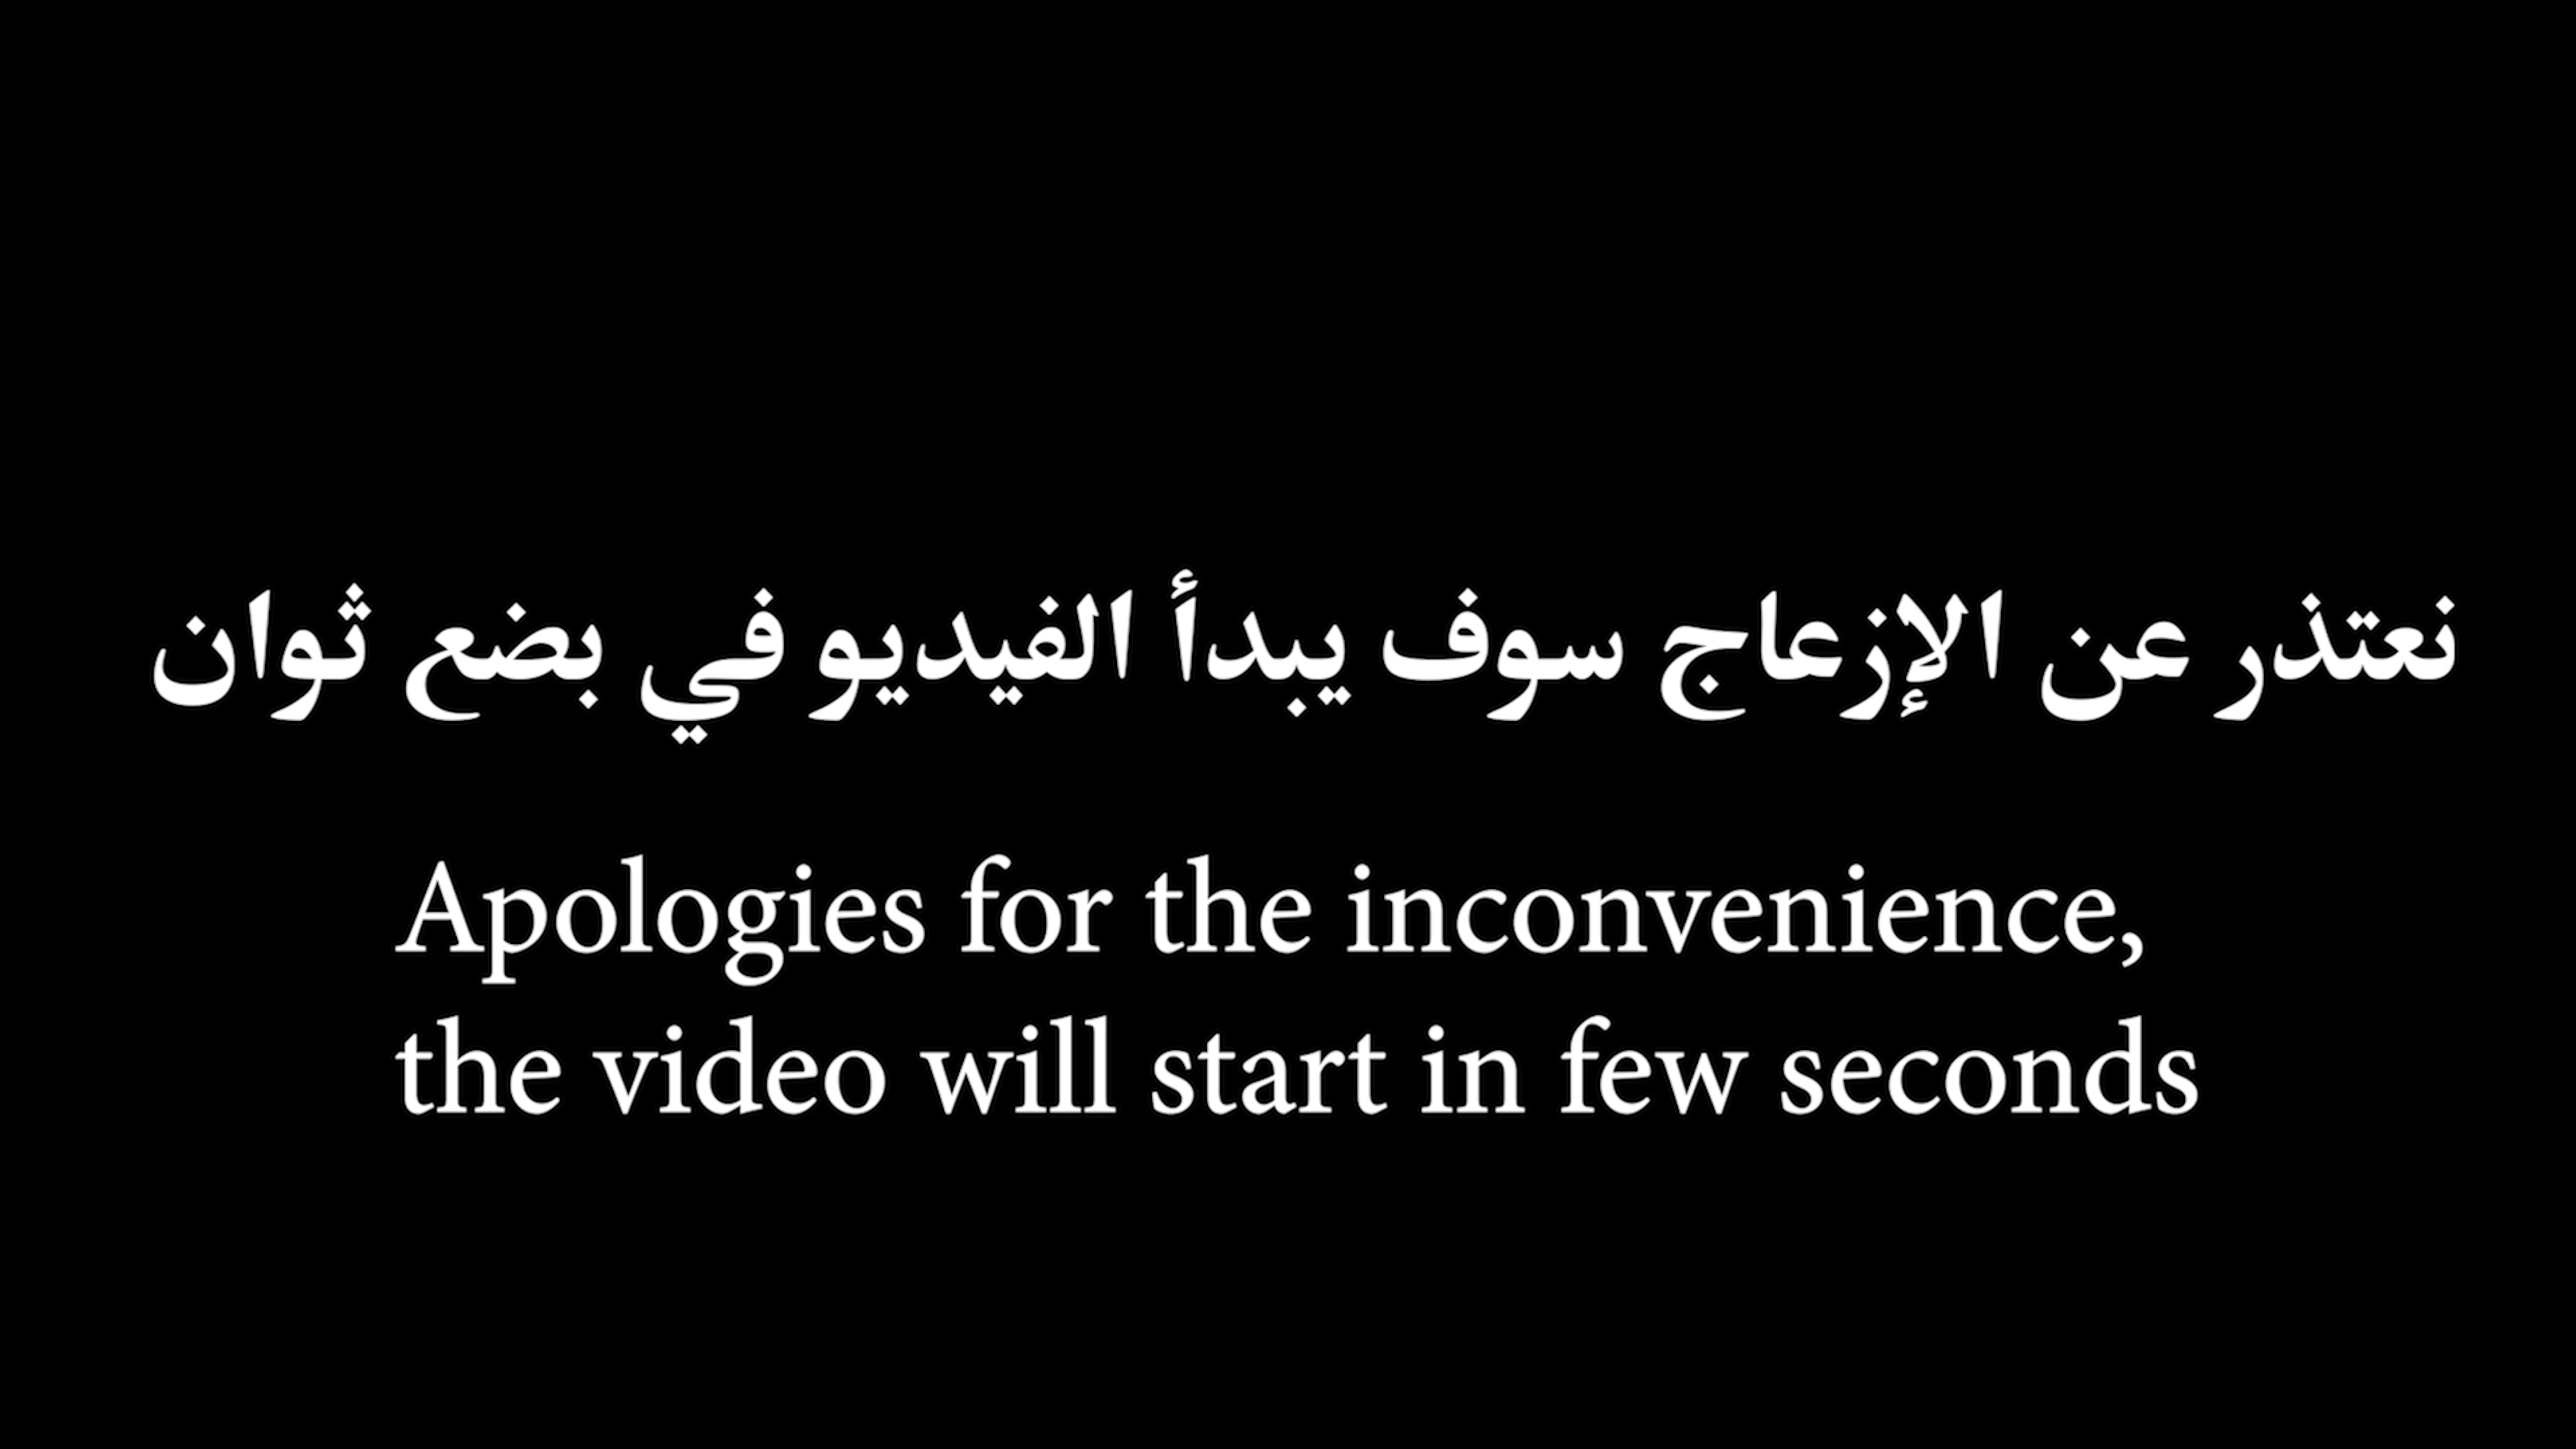 نعتذر عن الإزعاج سوف يبدأ الفيديو في بضع ثوان
Apologies for the inconvenience,
the video will start in few seconds